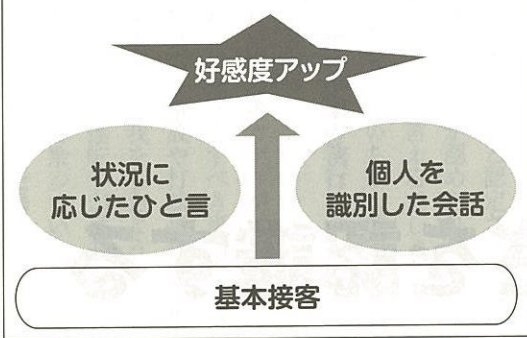 好感度アップ
状況に
応じたひと言
個人を
識別した会話
基本接客